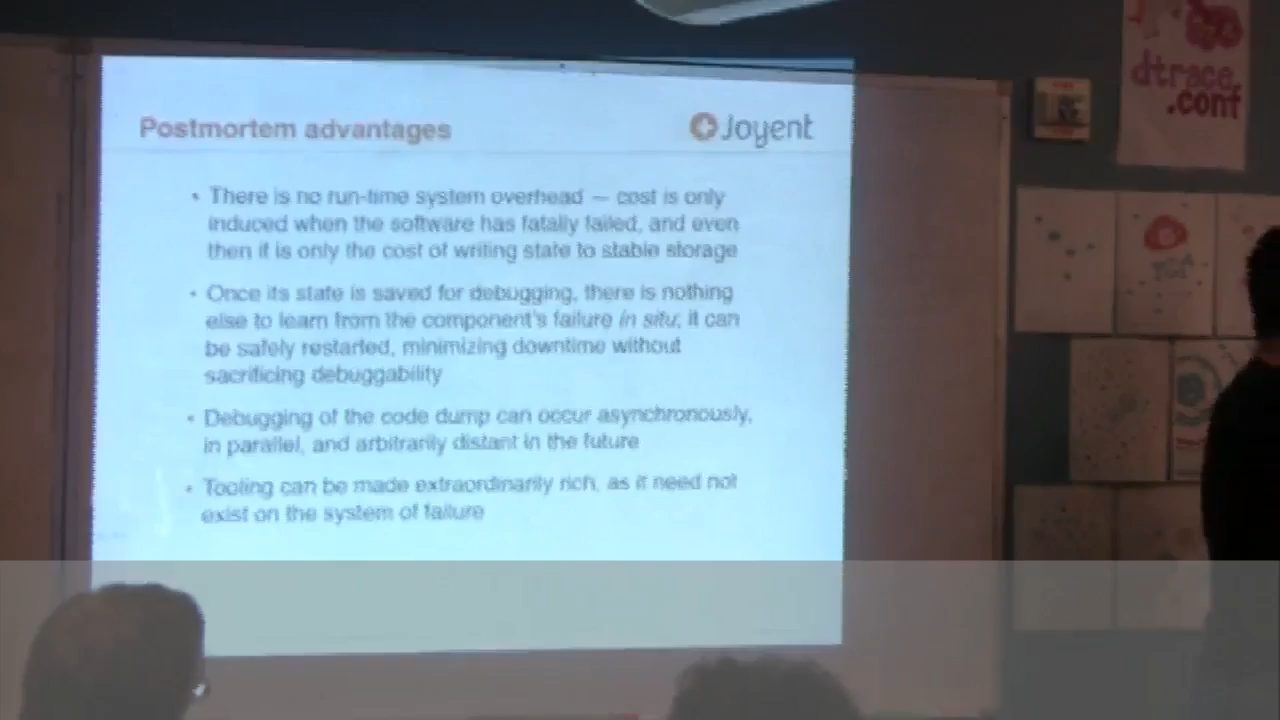 Postmortem advantages
Joyent
• There is no run-time system overhead — cost is only
induced when the software has fatally failed, and even
then it is only the cost of writing state to stable storage
• Once its state is saved for debugging, there is nothing
else to learn from the component's failure in situ; it can
be safely restarted, minimizing downtime without
sacrificing debuggability
• Debugging of the code dump can occur asynchronously,
in parallel, and arbitrarily distant in the future
• Tooling can be made extraordinarily rich, as it need not
exist on the system of failure
dtrace
.conf